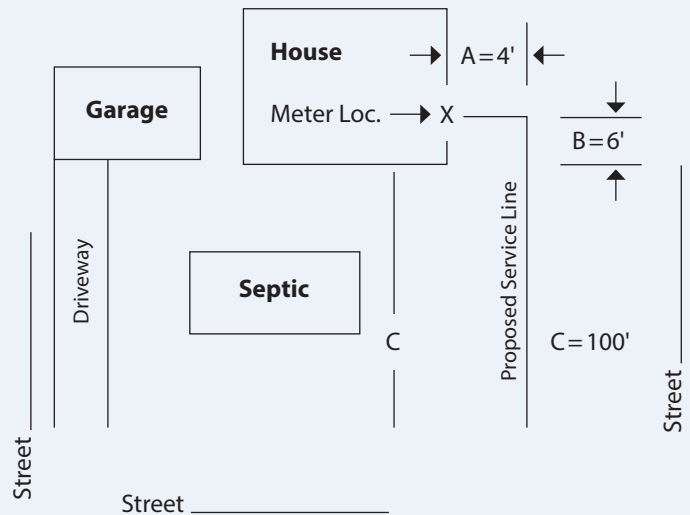 House
A=4'
Garage
Meter Loc.
X
B=6'
Driveway
Septic
Proposed Service Line
C
C=100'
Street
Street
Street